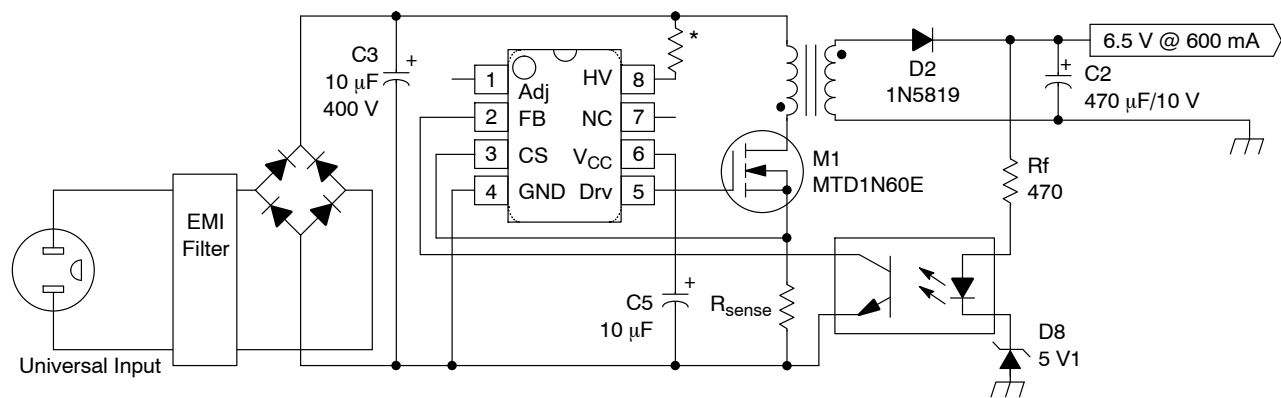 *
C3
10 μF
400 V
+
1
Adj
HV
8
2
FB
NC
7
3
CS
VCC
6
4
GND
Drv
5
D2
1N5819
6.5 V @ 600 mA
+
C2
470 μF/10 V
M1
MTD1N60E
Rf
470
EMI
Filter
+
C5
10 μF
Rsense
D8
5 V1
Universal Input